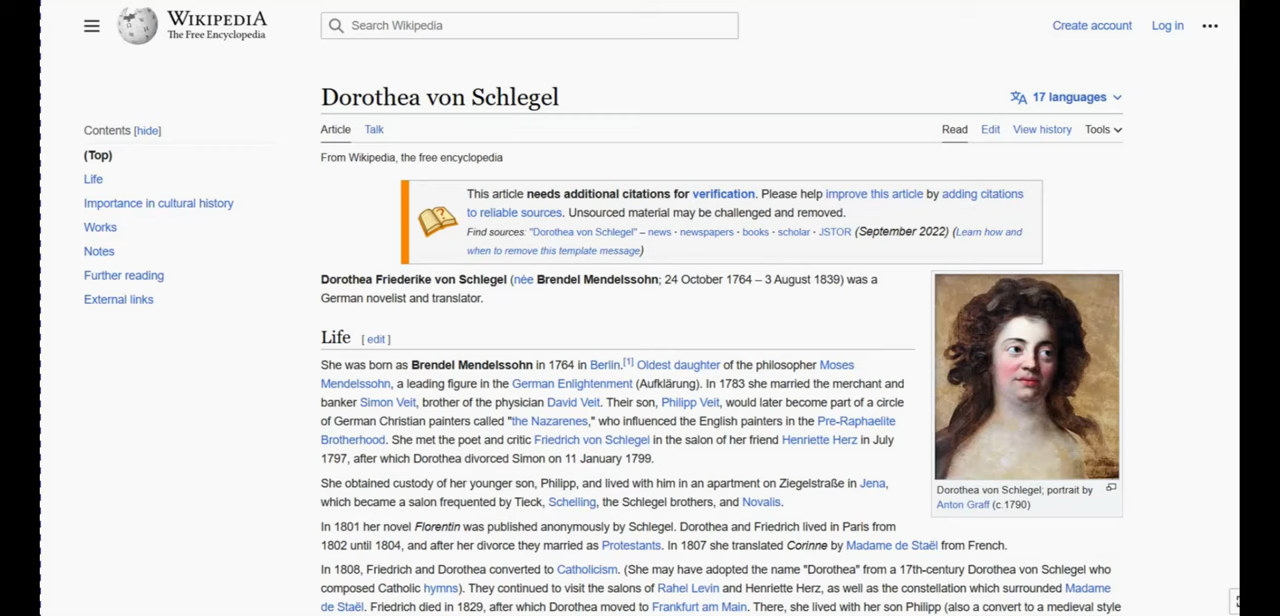 WIKIPEDIA
The Free Encyclopedia
Search Wikipedia
Create account
Log in
Dorothea von Schlegel
17 languages
Contents [hide]
(Top)
Life
Importance in cultural history
Works
Notes
Further reading
External links
Article Talk
Read Edit View history Tools
From Wikipedia, the free encyclopedia
This article needs additional citations for verification. Please help improve this article by adding citations
to reliable sources. Unsourced material may be challenged and removed.
Find sources: "Dorothea von Schlegel" – news · newspapers · books · scholar · JSTOR (September 2022) (Learn how and
when to remove this template message)
Dorothea Friederike von Schlegel (née Brendel Mendelssohn; 24 October 1764 – 3 August 1839) was a
German novelist and translator.
Life [ edit ]
She was born as Brendel Mendelssohn in 1764 in Berlin.[1] Oldest daughter of the philosopher Moses
Mendelssohn, a leading figure in the German Enlightenment (Aufklärung). In 1783 she married the merchant and
banker Simon Veit, brother of the physician David Veit. Their son, Philipp Veit, would later become part of a circle
of German Christian painters called "the Nazarenes," who influenced the English painters in the Pre-Raphaelite
Brotherhood. She met the poet and critic Friedrich von Schlegel in the salon of her friend Henriette Herz in July
1797, after which Dorothea divorced Simon on 11 January 1799.
She obtained custody of her younger son, Philipp, and lived with him in an apartment on Ziegelstraße in Jena,
which became a salon frequented by Tieck, Schelling, the Schlegel brothers, and Novalis.
In 1801 her novel Florentin was published anonymously by Schlegel. Dorothea and Friedrich lived in Paris from
1802 until 1804, and after her divorce they married as Protestants. In 1807 she translated Corinne by Madame de Staël from French.
In 1808, Friedrich and Dorothea converted to Catholicism. (She may have adopted the name "Dorothea" from a 17th-century Dorothea von Schlegel who
composed Catholic hymns). They continued to visit the salons of Rahel Levin and Henriette Herz, as well as the constellation which surrounded Madame
de Staël. Friedrich died in 1829, after which Dorothea moved to Frankfurt am Main. There, she lived with her son Philipp (also a convert to a medieval style
Dorothea von Schlegel; portrait by
Anton Graff (c.1790)